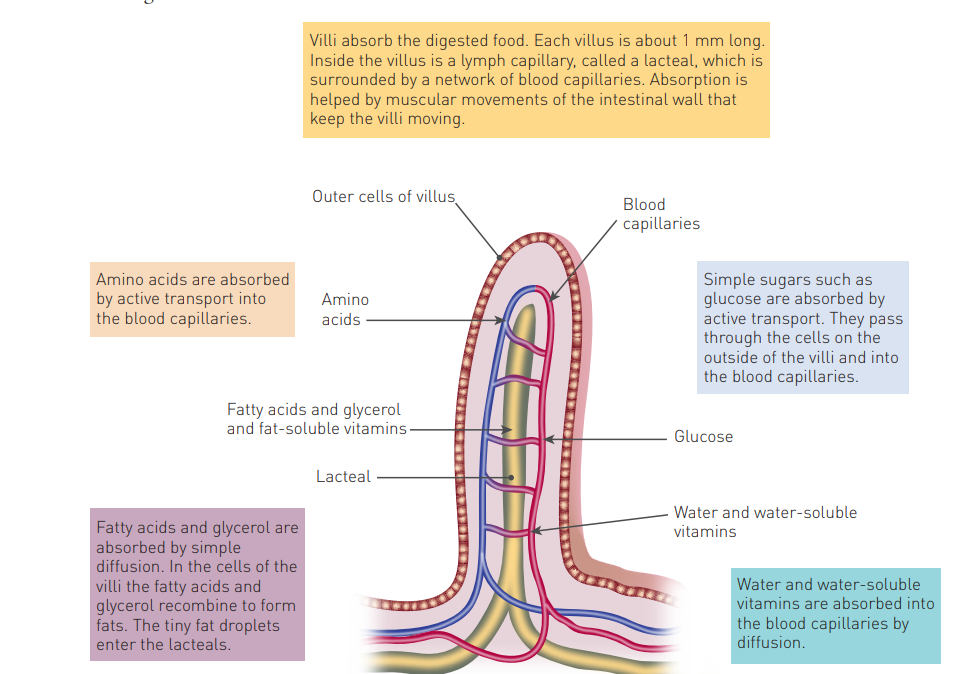 Villi absorb the digested food. Each villus is about 1 mm long.
Inside the villus is a lymph capillary, called a lacteal, which is
surrounded by a network of blood capillaries. Absorption is
helped by muscular movements of the intestinal wall that
keep the villi moving.
Outer cells of villus
Blood
capillaries
Amino acids are absorbed
by active transport into
the blood capillaries.
Amino
acids
Simple sugars such as
glucose are absorbed by
active transport. They pass
through the cells on the
outside of the villi and into
the blood capillaries.
Fatty acids and glycerol
and fat-soluble vitamins
Glucose
Lacteal
Water and water-soluble
vitamins
Fatty acids and glycerol are
absorbed by simple
diffusion. In the cells of the
villi the fatty acids and
glycerol recombine to form
fats. The tiny fat droplets
enter the lacteals.
Water and water-soluble
vitamins are absorbed into
the blood capillaries by
diffusion.